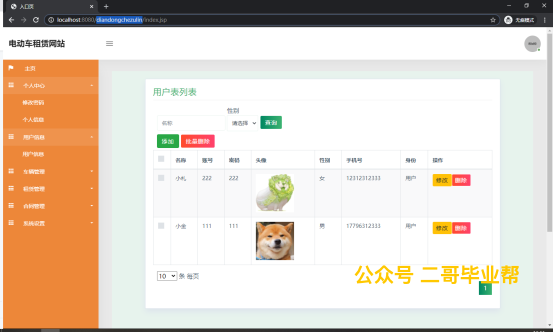 入口页
localhost:8080/diandongchezulin/index.jsp
无痕模式
电动车租赁网站
主页
个人中心
修改密码
个人信息
用户信息
用户信息
车辆管理
租赁管理
合同管理
系统设置
用户表列表
性别
名称
请选择
查询
添加
批量删除
名称 账号 密码 头像 性别 手机号 身份 操作
小礼 222 222 女 12312312333 用户 修改 删除
小金 111 111 男 17796312333 用户 修改 删除
10 条 每页
公众号 二哥毕业帮
1